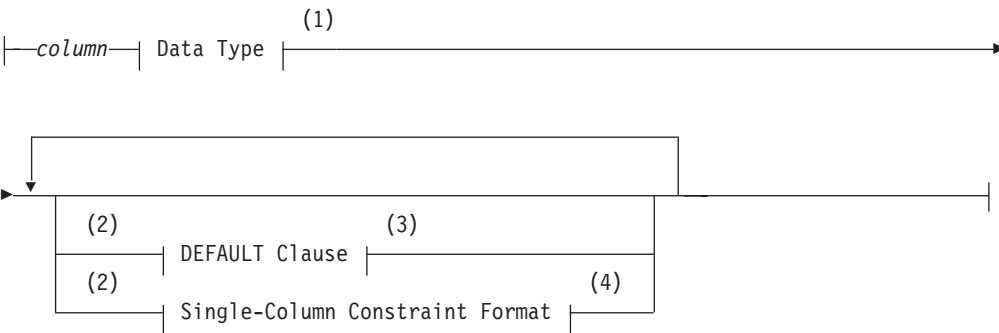 (1)
column Data Type
(2) (3)
DEFAULT Clause
(2) (4)
Single-Column Constraint Format